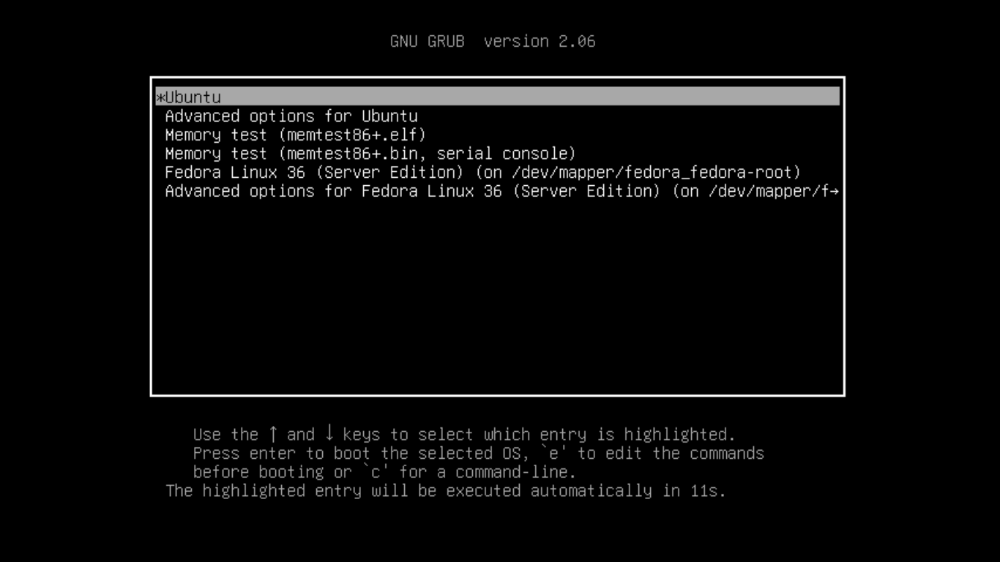 GNU GRUB  version 2.06
*Ubuntu
Advanced options for Ubuntu
Memory test (memtest86+.elf)
Memory test (memtest86+.bin, serial console)
Fedora Linux 36 (Server Edition) (on /dev/mapper/fedora_fedora-root)
Advanced options for Fedora Linux 36 (Server Edition) (on /dev/mapper/f→
Use the ↑ and ↓ keys to select which entry is highlighted.
Press enter to boot the selected OS, `e' to edit the commands
before booting or `c' for a command-line.
The highlighted entry will be executed automatically in 11s.